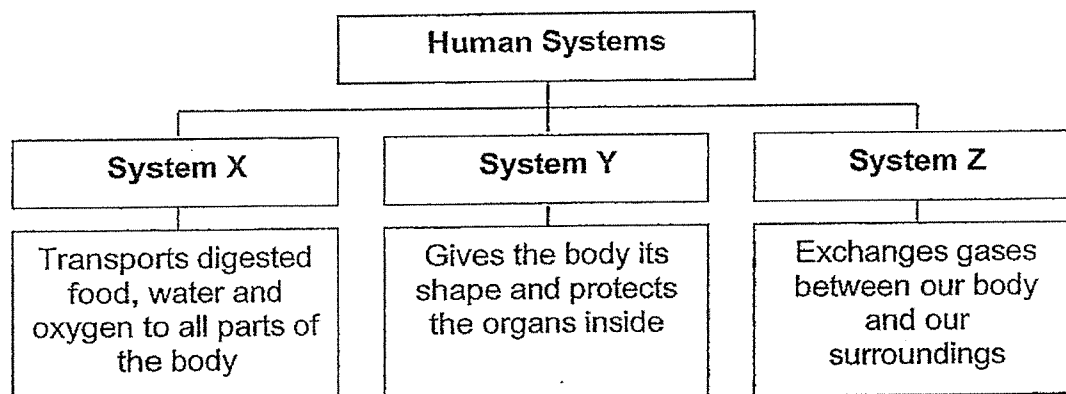 Human Systems
System X
System Y
System Z
Transports digested
food, water and
oxygen to all parts of
the body
Gives the body its
shape and protects
the organs inside
Exchanges gases
between our body
and our
surroundings